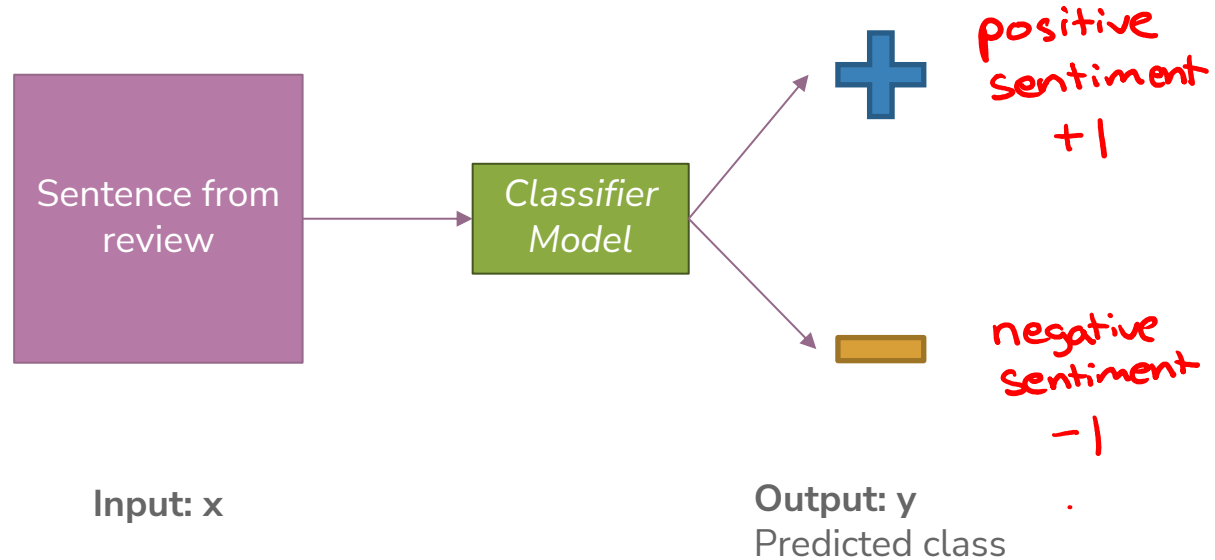 positive
sentiment
+1
Sentence from
review
Classifier
Model
negative
sentiment
-1
Input: x
Output: y
Predicted class